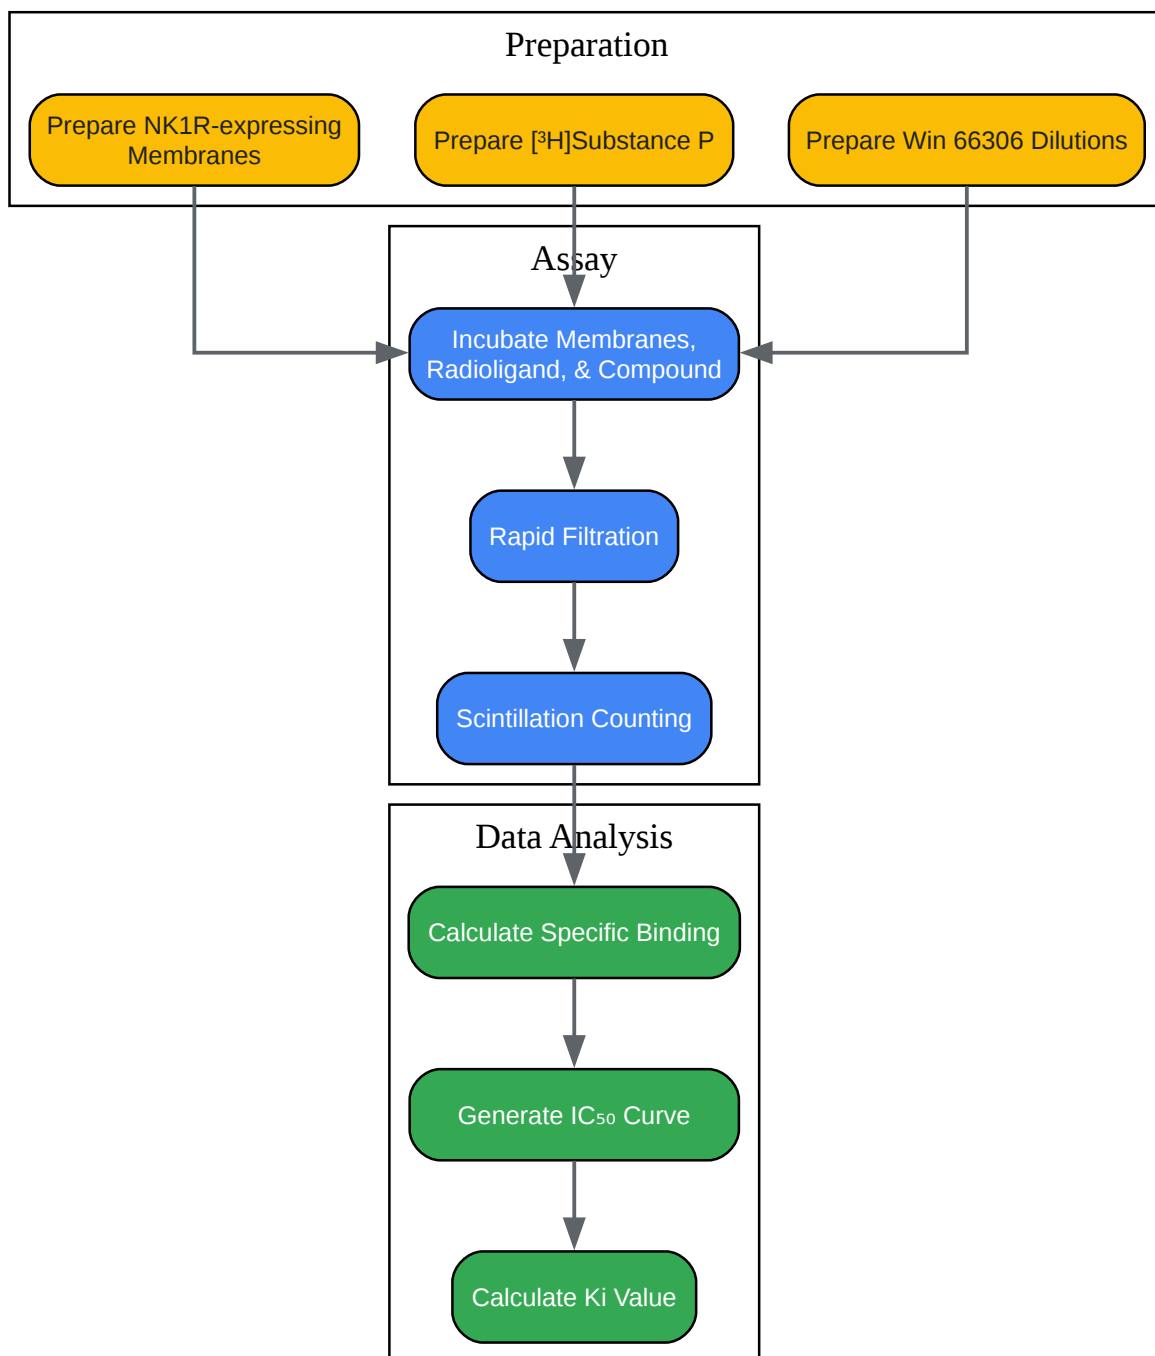 Preparation
Prepare NK1R-expressing
Membranes
Prepare [³H]Substance P
Prepare Win 66306 Dilutions
Assay
Incubate Membranes,
Radioligand, & Compound
Rapid Filtration
Scintillation Counting
Data Analysis
Calculate Specific Binding
Generate IC₅₀ Curve
Calculate Ki Value